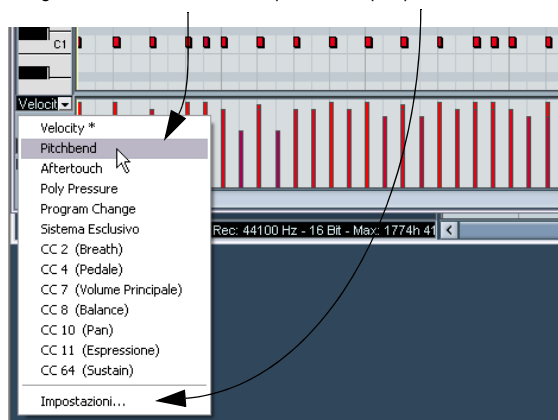 C1
Velocit
Velocity *
Pitchbend
Aftertouch
Poly Pressure
Program Change
Sistema Esclusivo
Rec: 44100 Hz - 16 Bit - Max: 1774h 41
CC 2 (Breath)
CC 4 (Pedale)
CC 7 (Volume Principale)
CC 8 (Balance)
CC 10 (Pan)
CC 11 (Espressione)
CC 64 (Sustain)
Impostazioni...